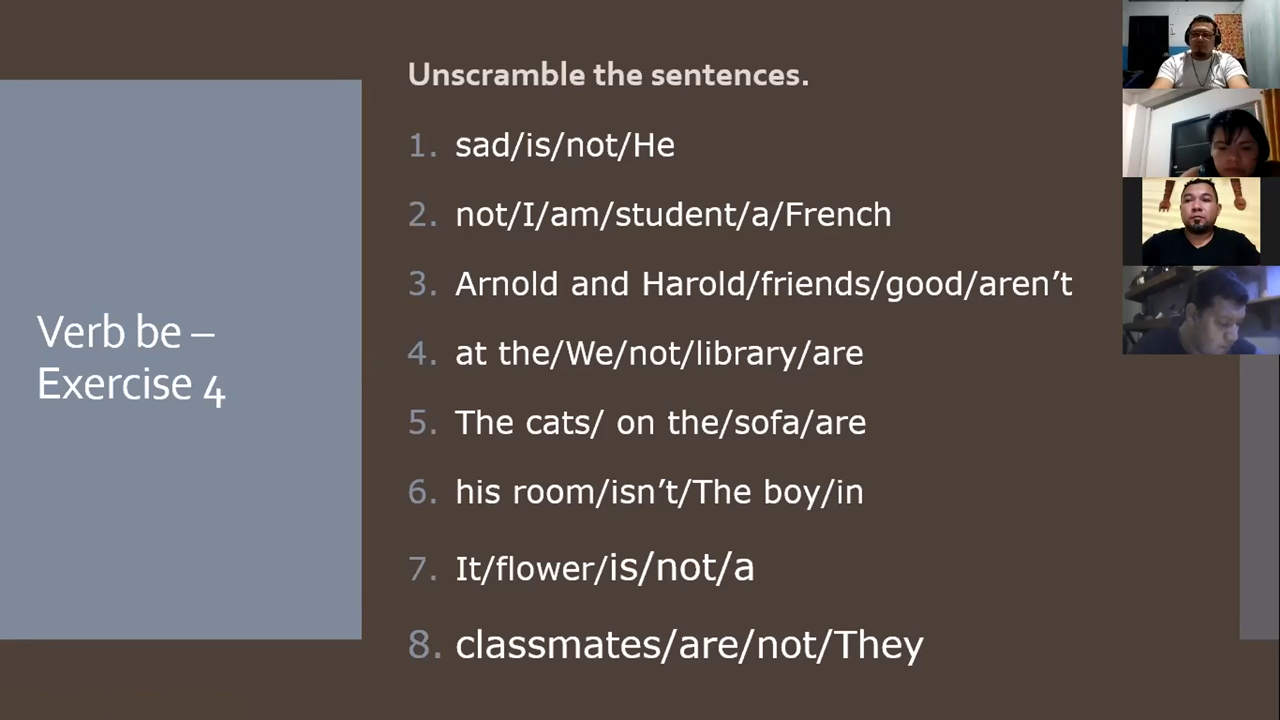 Unscramble the sentences.
1. sad/is/not/He
2. not/I/am/student/a/French
3. Arnold and Harold/friends/good/aren’t
4. at the/We/not/library/are
5. The cats/ on the/sofa/are
6. his room/isn’t/The boy/in
7. It/flower/is/not/a
8. classmates/are/not/They
Verb be –
Exercise 4